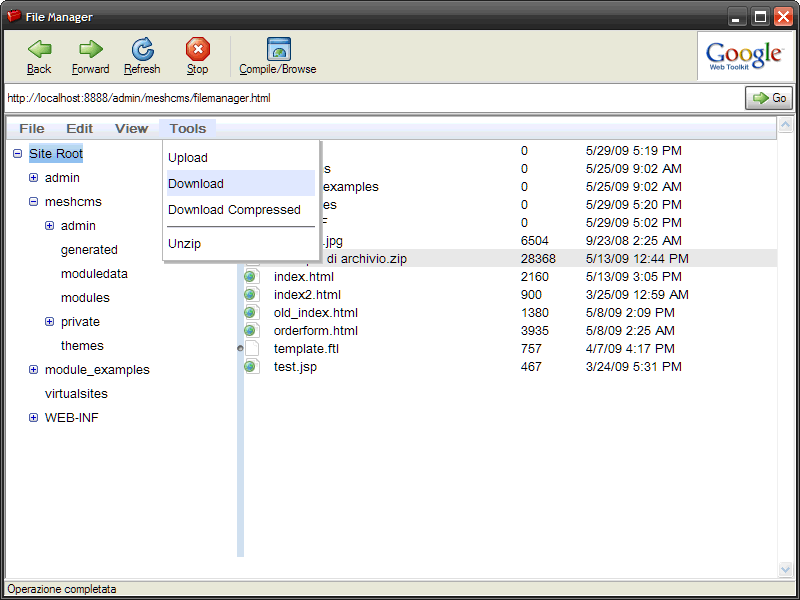 File Manager
Back Forward Refresh Stop Compile/Browse
Google
Web Toolkit
http://localhost:8888/admin/meshcms/filemanager.html Go
File Edit View Tools
Upload
Download
Download Compressed
Unzip
Site Root
admin
meshcms
admin
generated
moduledata
modules
private
themes
module_examples
virtualsites
WEB-INF
0 5/29/09 5:19 PM
s 0 5/25/09 9:02 AM
examples 0 5/25/09 9:02 AM
es 0 5/29/09 5:20 PM
F 0 5/29/09 5:02 PM
.jpg 6504 9/23/08 2:25 AM
di archivio.zip 28368 5/13/09 12:44 PM
index.html 2160 5/13/09 3:05 PM
index2.html 900 3/25/09 12:59 AM
old_index.html 1380 5/8/09 2:09 PM
orderform.html 3935 5/8/09 2:25 AM
template.ftl 757 4/7/09 4:17 PM
test.jsp 467 3/24/09 5:31 PM
Operazione completata